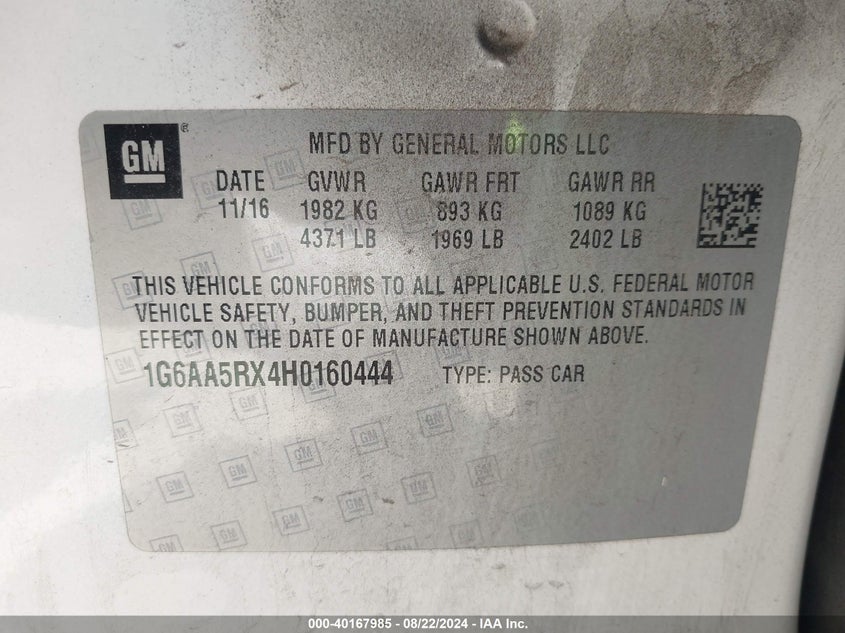 GM ®
MFD BY GENERAL MOTORS LLC
DATE GVWR GAWR FRT GAWR RR
11/16 1982 KG 893 KG 1089 KG
4371 LB 1969 LB 2402 LB
THIS VEHICLE CONFORMS TO ALL APPLICABLE U.S. FEDERAL MOTOR
VEHICLE SAFETY, BUMPER, AND THEFT PREVENTION STANDARDS IN
EFFECT ON THE DATE OF MANUFACTURE SHOWN ABOVE.
1G6AA5RX4H0160444 TYPE: PASS CAR
000-40167985 - 08/22/2024 - IAA Inc.